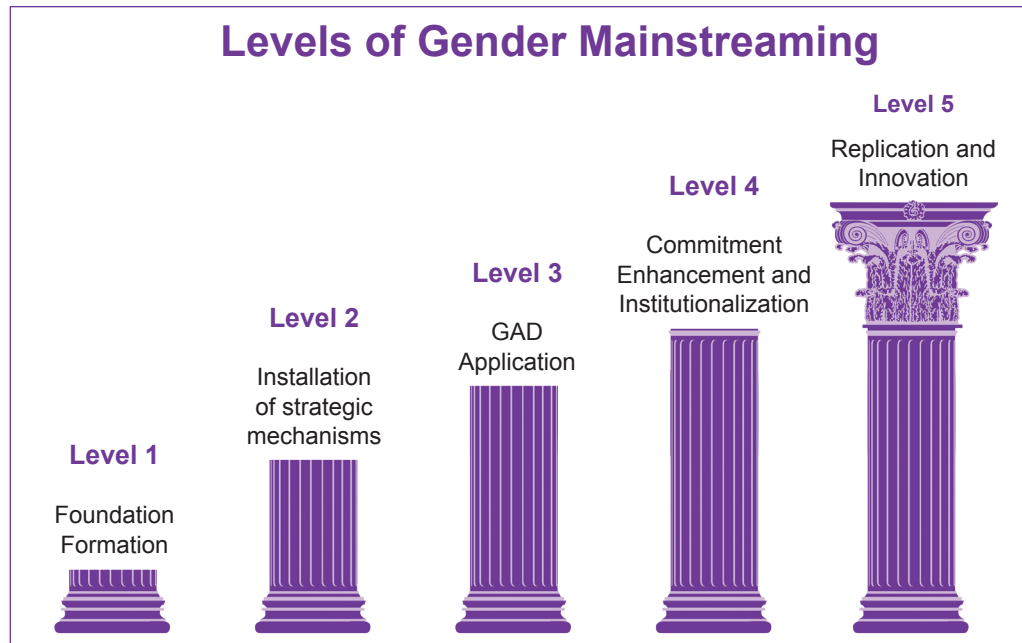 Levels of Gender Mainstreaming
Level 1
Foundation
Formation
Level 2
Installation
of strategic
mechanisms
Level 3
GAD
Application
Level 4
Commitment
Enhancement and
Institutionalization
Level 5
Replication and
Innovation